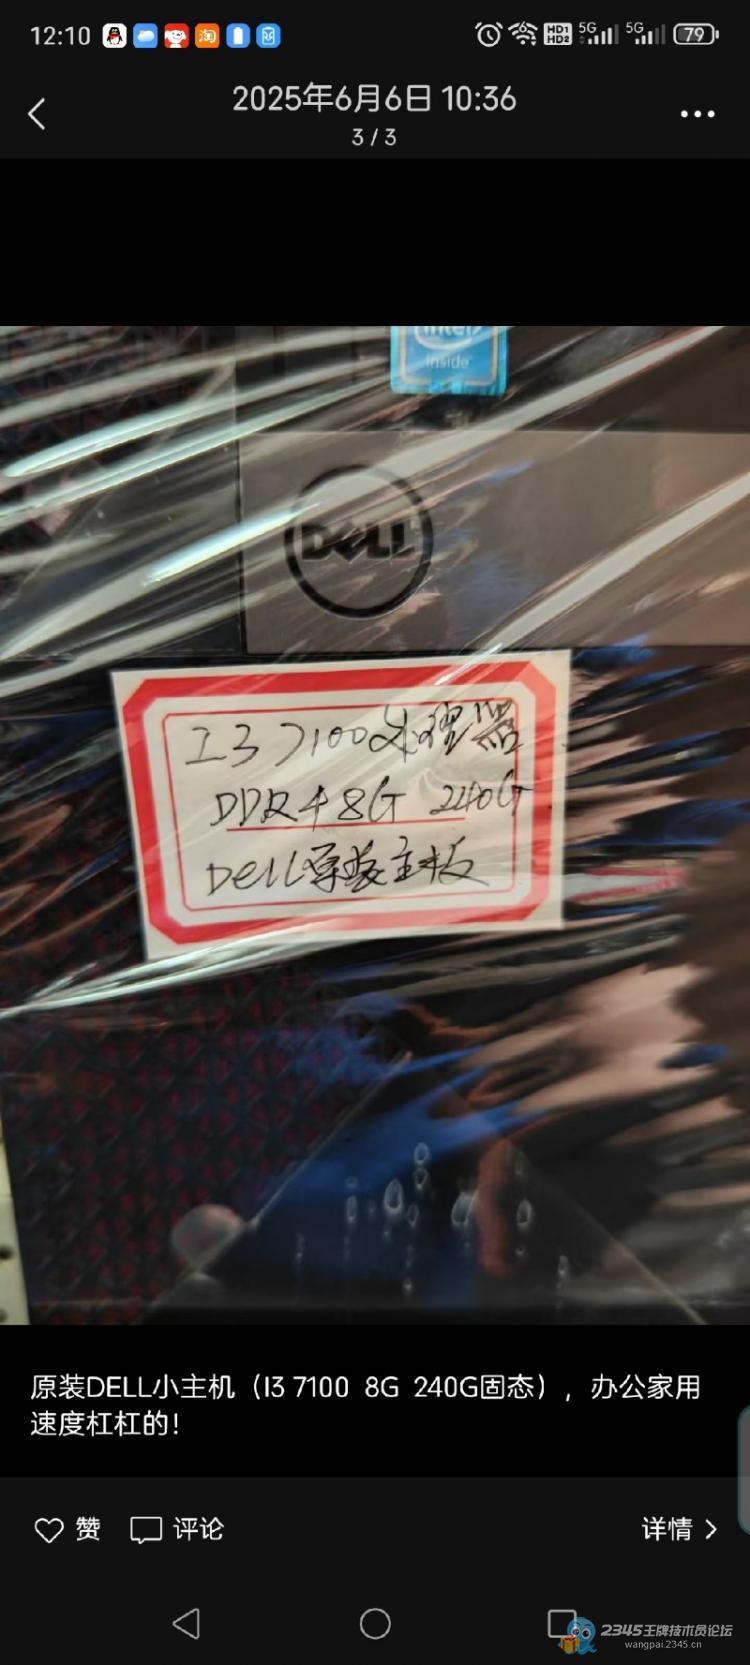 12:10
HD1
HD2
5G
5G
79
2025年6月6日 10:36
3 / 3
intel
inside
DELL
I3 7100处理器
DDR4 8G 240G
Dell原装主板
原装DELL小主机（I3 7100 8G 240G固态），办公家用
速度杠杠的！
赞
评论
详情
2345王牌技术员论坛
wangpai.2345.cn